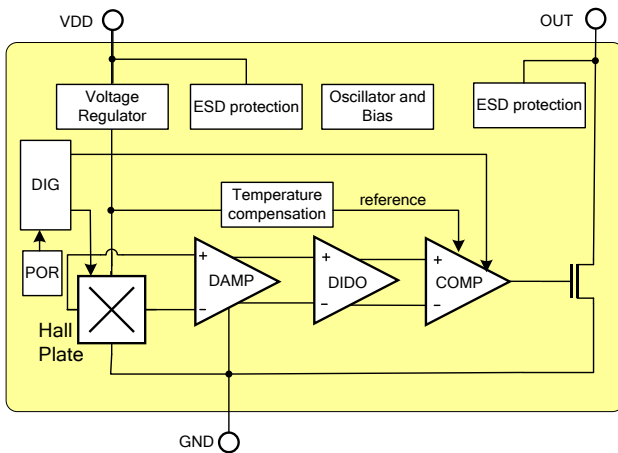 VDD
OUT
Voltage
Regulator
ESD protection
Oscillator and
Bias
ESD protection
DIG
Temperature
compensation
reference
POR
+
DAMP
−
+
DIDO
−
+
COMP
−
Hall
Plate
GND